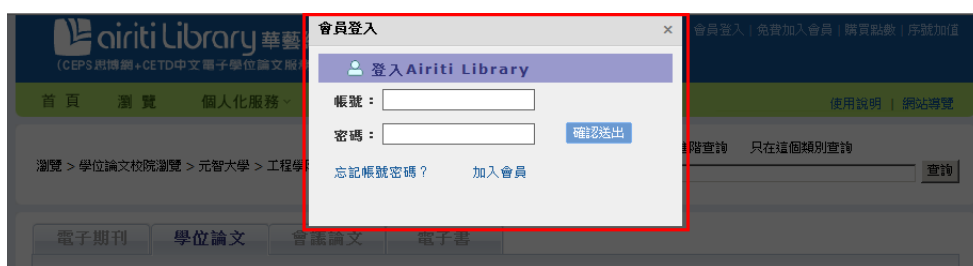 airiti Library 華藝
(CEPS思博網+CETD中文電子學位論文服務
會員登入 | 免費加入會員 | 購買點數 | 序號加值
首頁 瀏覽 個人化服務
使用說明 | 網站導覽
會員登入 ×
登入Airiti Library
帳號：
密碼：
確認送出
忘記帳號密碼？ 加入會員
瀏覽 > 學位論文校院瀏覽 > 元智大學 > 工程學
階查詢 只在這個類別查詢
查詢
電子期刊 學位論文 會議論文 電子書